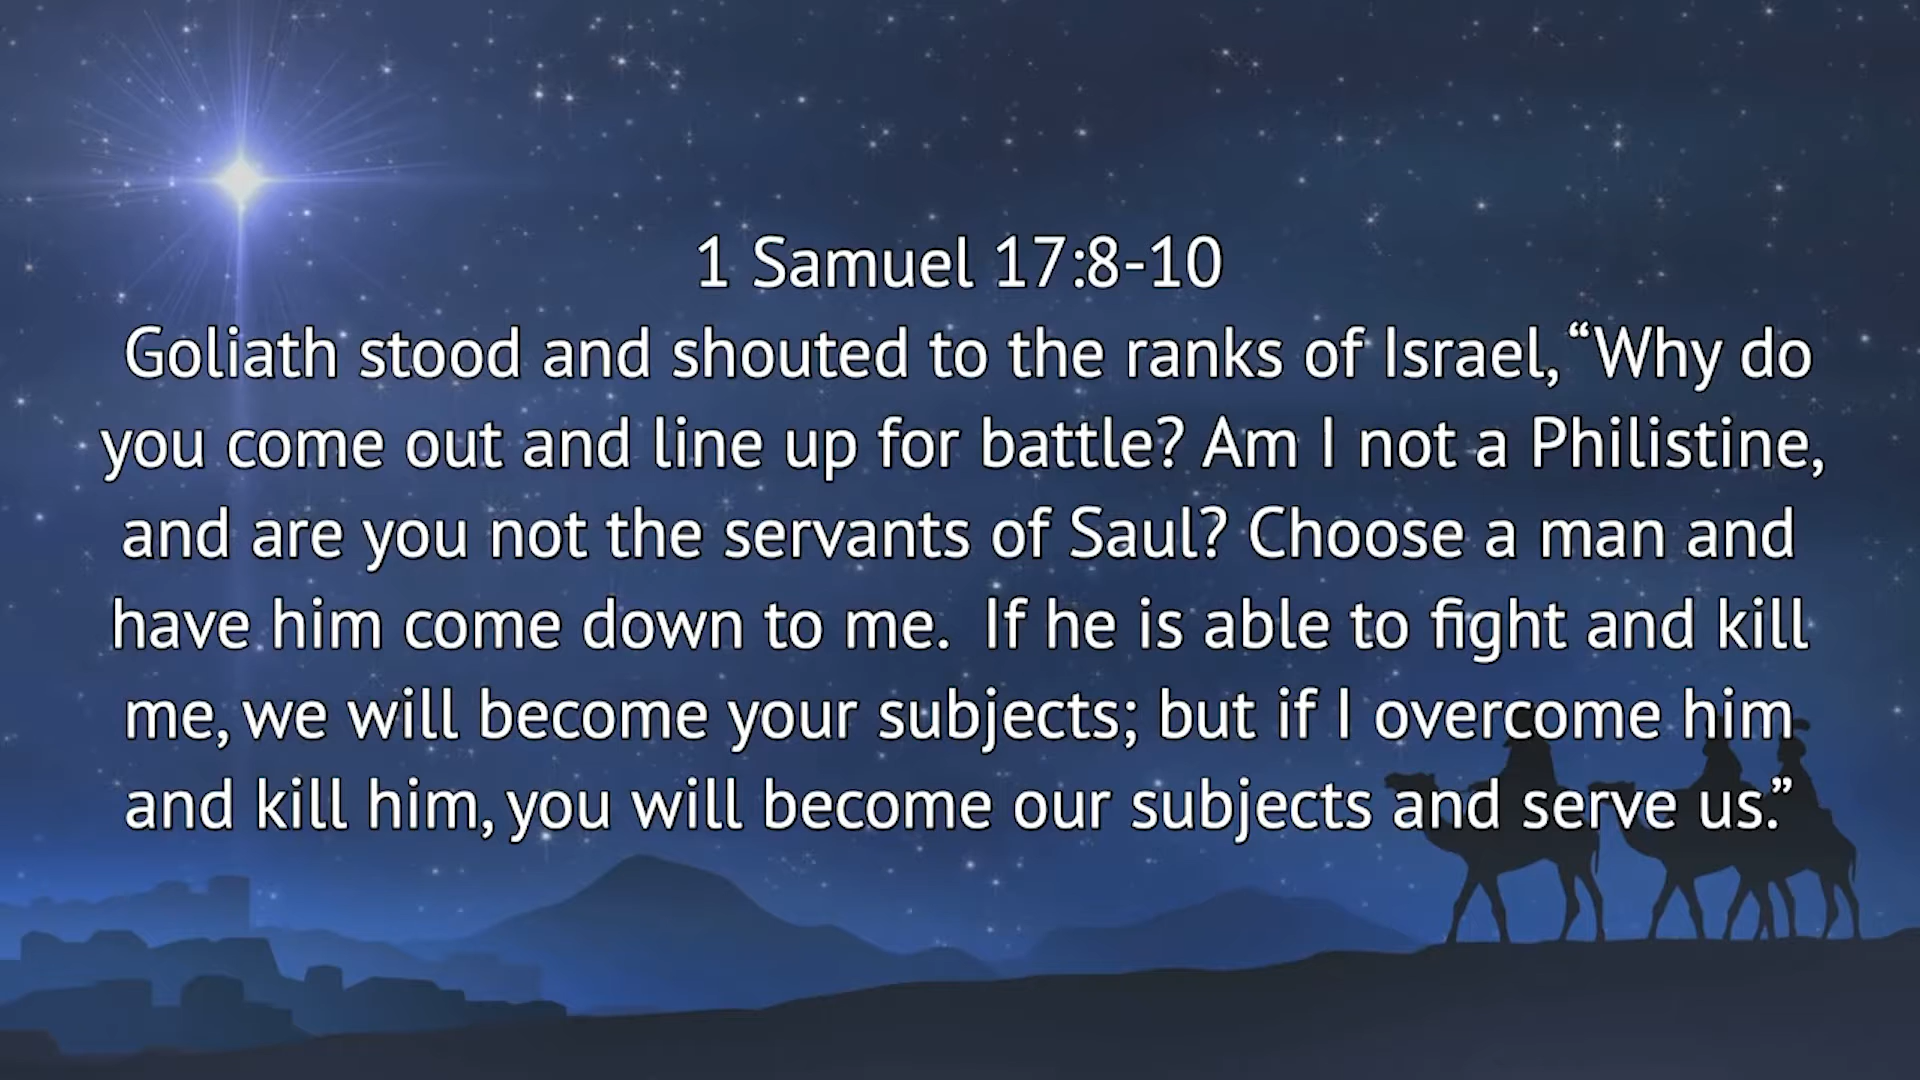 1 Samuel 17:8-10
Goliath stood and shouted to the ranks of Israel, “Why do
you come out and line up for battle? Am I not a Philistine,
and are you not the servants of Saul? Choose a man and
have him come down to me.  If he is able to fight and kill
me, we will become your subjects; but if I overcome him
and kill him, you will become our subjects and serve us.”